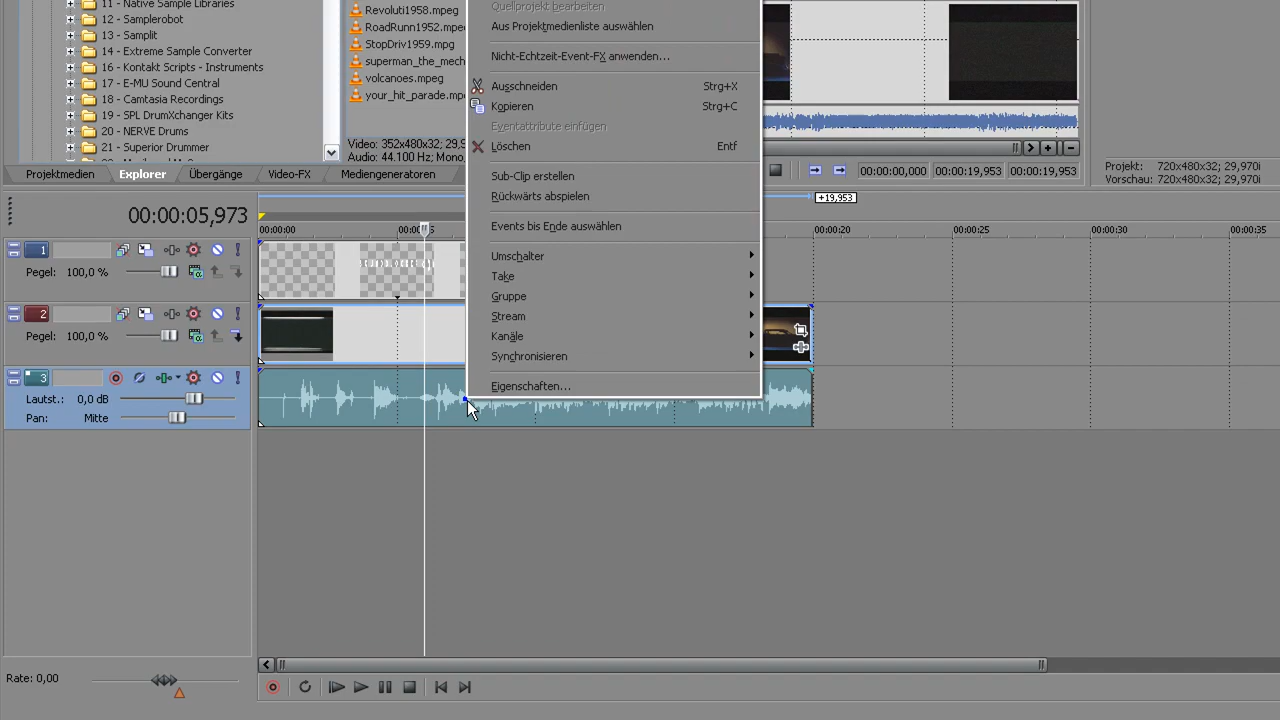 11 - Native Sample Libraries
12 - Samplerobot
13 - Samplit
14 - Extreme Sample Converter
16 - Kontakt Scripts - Instruments
17 - E-MU Sound Central
18 - Camtasia Recordings
19 - SPL DrumXchanger Kits
20 - NERVE Drums
21 - Superior Drummer
Revoluti1958.mpeg
RoadRunn1952.mpeg
StopDriv1959.mpg
superman_the_mech
volcanoes.mpeg
your_hit_parade.mpe
Video: 352x480x32; 29,9
Audio: 44.100 Hz; Mono,
Projektmedien
Explorer
Übergänge
Video-FX
Mediengeneratoren
Quellprojekt bearbeiten
Aus Projektmedienliste auswählen
Nicht-Echtzeit-Event-FX anwenden...
Ausschneiden Strg+X
Kopieren Strg+C
Eventattribute einfügen
Löschen Entf
Sub-Clip erstellen
Rückwärts abspielen
Events bis Ende auswählen
Umschalter
Take
Gruppe
Stream
Kanäle
Synchronisieren
Eigenschaften...
00:00:00,000
00:00:19,953
00:00:19,953
Projekt: 720x480x32; 29,970i
Vorschau: 720x480x32; 29,970i
00:00:05,973
+19,953
00:00:00
00:00:20
00:00:25
00:00:30
00:00:35
1
Pegel: 100,0 %
2
Pegel: 100,0 %
3
Lautst.: 0,0 dB
Pan: Mitte
Rate: 0,00